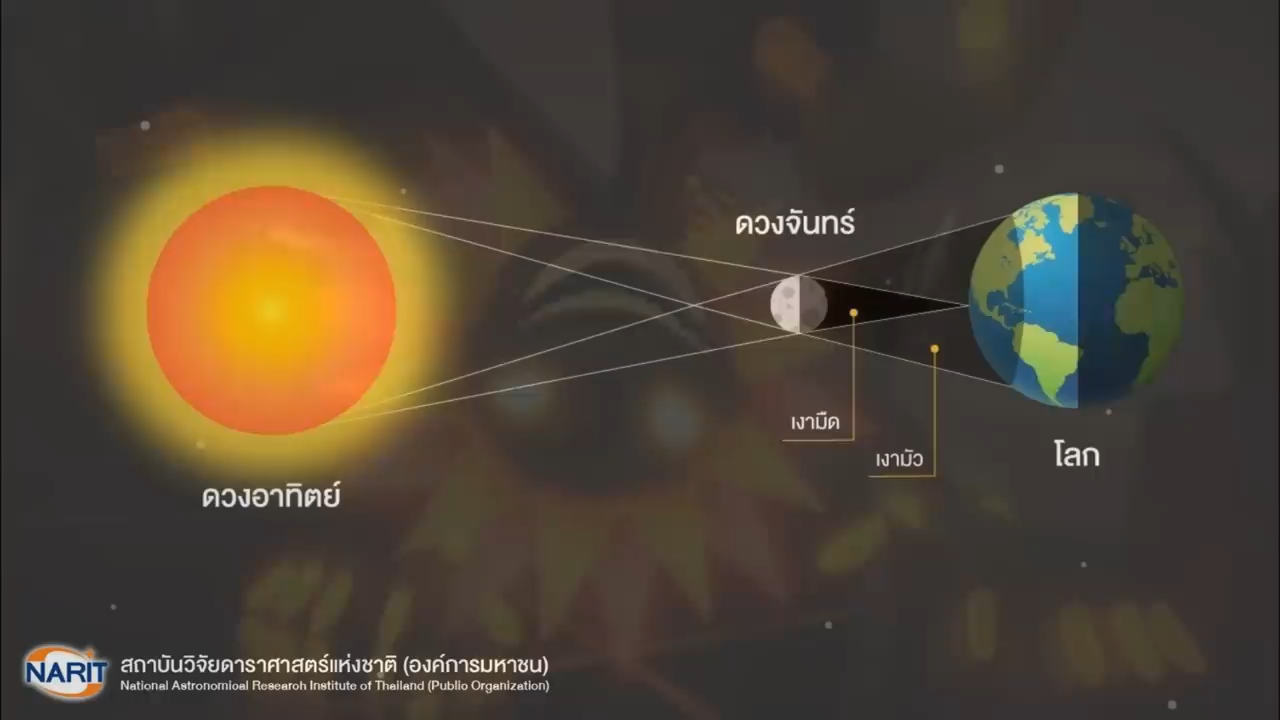 ดวงจันทร์
เงามืด
เงามัว
โลก
ดวงอาทิตย์
NARIT
สถาบันวิจัยดาราศาสตร์แห่งชาติ (องค์การมหาชน)
National Astronomical Research Institute of Thailand (Public Organization)